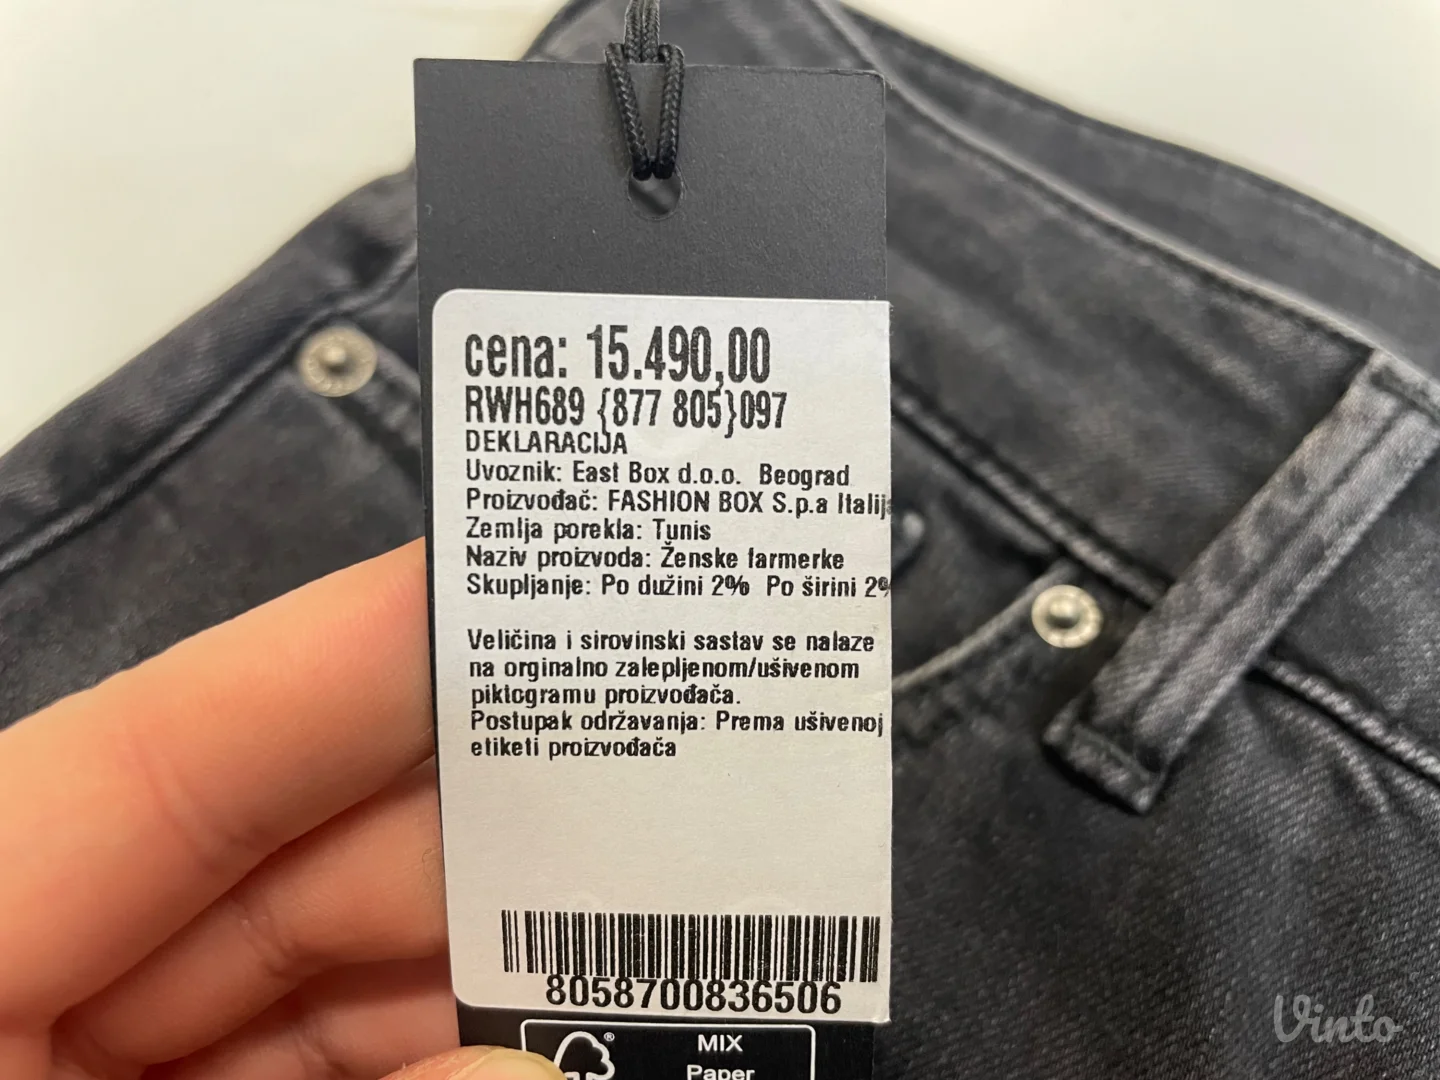 cena: 15.490,00
RWH689 {877 805}097
DEKLARACIJA
Uvoznik: East Box d.o.o. Beograd
Proizvođač: FASHION BOX S.p.a Italij
Zemlja porekla: Tunis
Naziv proizvoda: Ženske farmerke
Skupljanje: Po dužini 2% Po širini 2%
Veličina i sirovinski sastav se nalaze
na orginalno zalepljenom/ušivenom
piktogramu proizvođača.
Postupak održavanja: Prema ušivenoj
etiketi proizvođača
8058700836506
®
MIX
Paper
Vinto